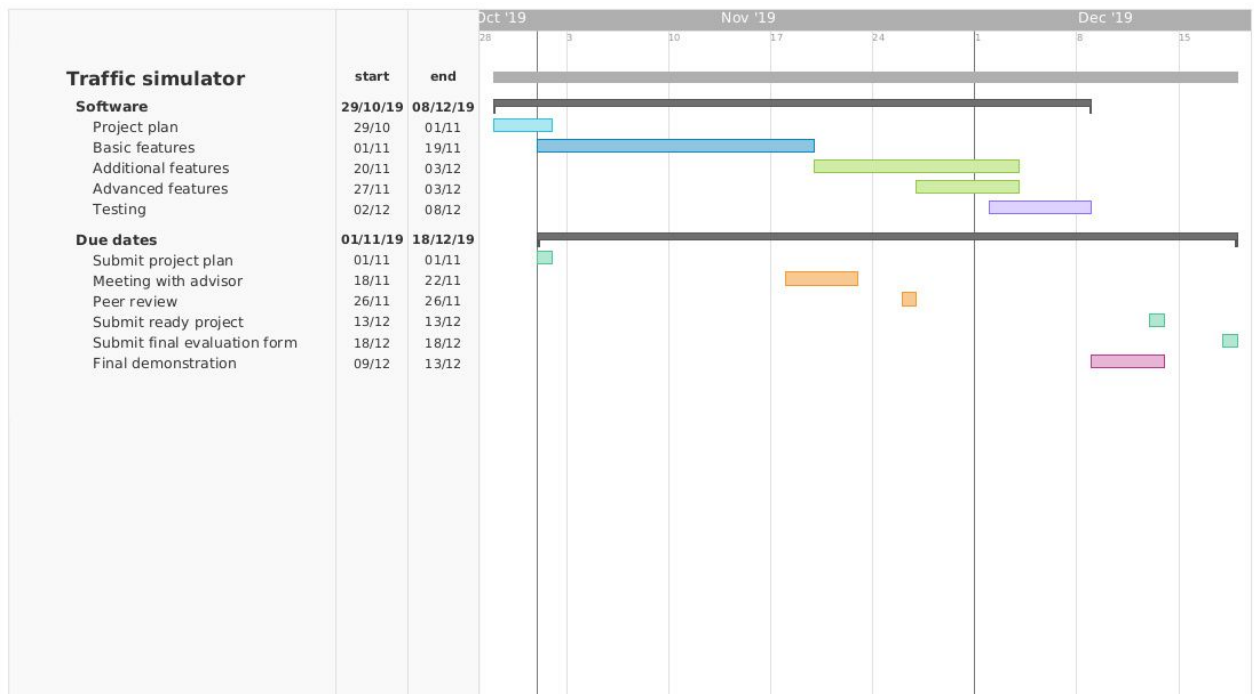 Oct '19 Nov '19 Dec '19
28 3 10 17 24 1 8 15
Traffic simulator start end
Software 29/10/19 08/12/19
Project plan 29/10 01/11
Basic features 01/11 19/11
Additional features 20/11 03/12
Advanced features 27/11 03/12
Testing 02/12 08/12
Due dates 01/11/19 18/12/19
Submit project plan 01/11 01/11
Meeting with advisor 18/11 22/11
Peer review 26/11 26/11
Submit ready project 13/12 13/12
Submit final evaluation form 18/12 18/12
Final demonstration 09/12 13/12